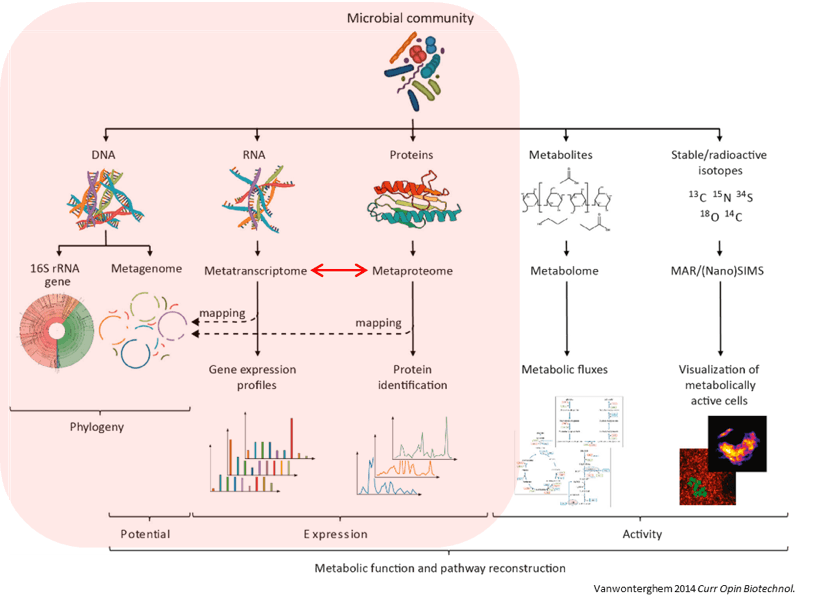 Microbial community
DNA
RNA
Proteins
Metabolites
Stable/radioactive
isotopes
¹³C ¹⁵N ³⁴S
¹⁸O ¹⁴C
16S rRNA
gene
Metagenome
Metatranscriptome
Metaproteome
Metabolome
MAR/(Nano)SIMS
mapping
mapping
Gene expression
profiles
Protein
identification
Metabolic fluxes
Visualization of
metabolically
active cells
Phylogeny
Potential
Expression
Activity
Metabolic function and pathway reconstruction
Vanwonterghem 2014 Curr Opin Biotechnol.